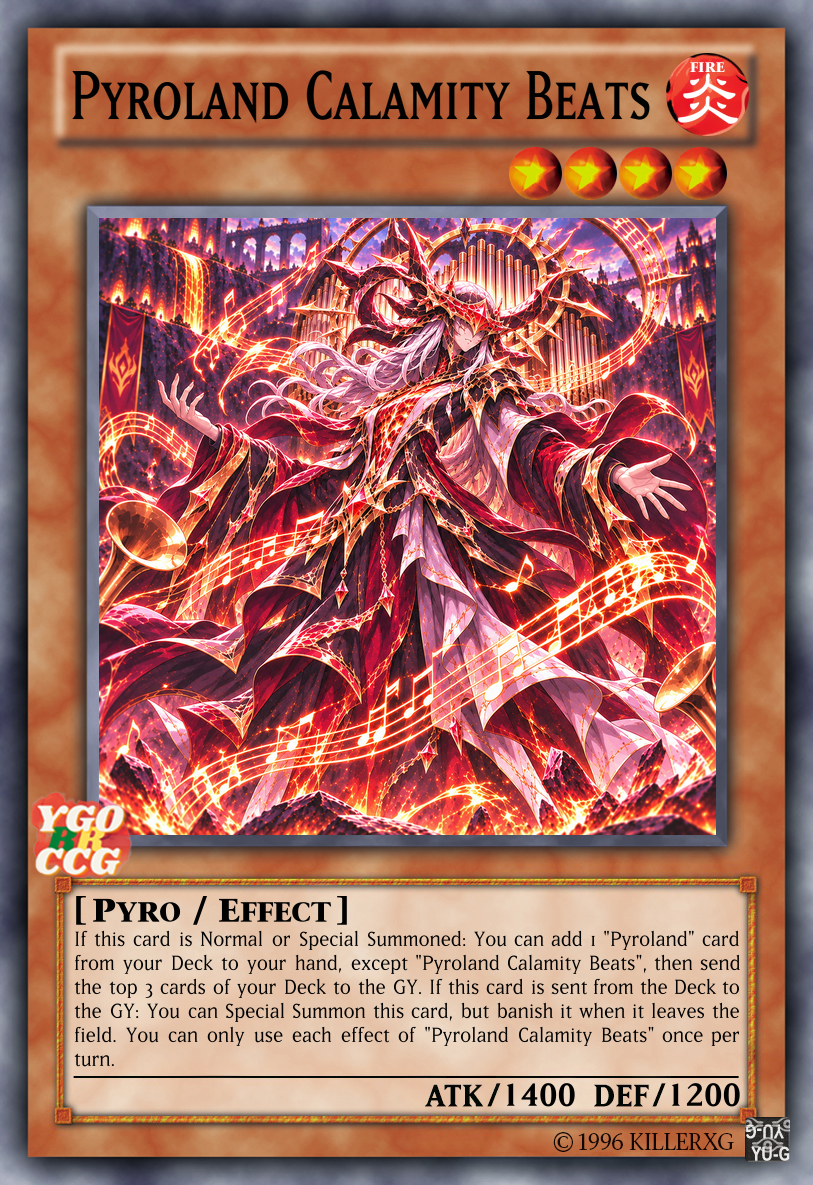 Pyroland Calamity Beats
FIRE
炎
YGO
RR
CCG
[ Pyro / Effect ]
If this card is Normal or Special Summoned: You can add 1 "Pyroland" card
from your Deck to your hand, except "Pyroland Calamity Beats", then send
the top 3 cards of your Deck to the GY. If this card is sent from the Deck to
the GY: You can Special Summon this card, but banish it when it leaves the
field. You can only use each effect of "Pyroland Calamity Beats" once per
turn.
ATK/1400 DEF/1200
© 1996 KILLERXG
YU-G